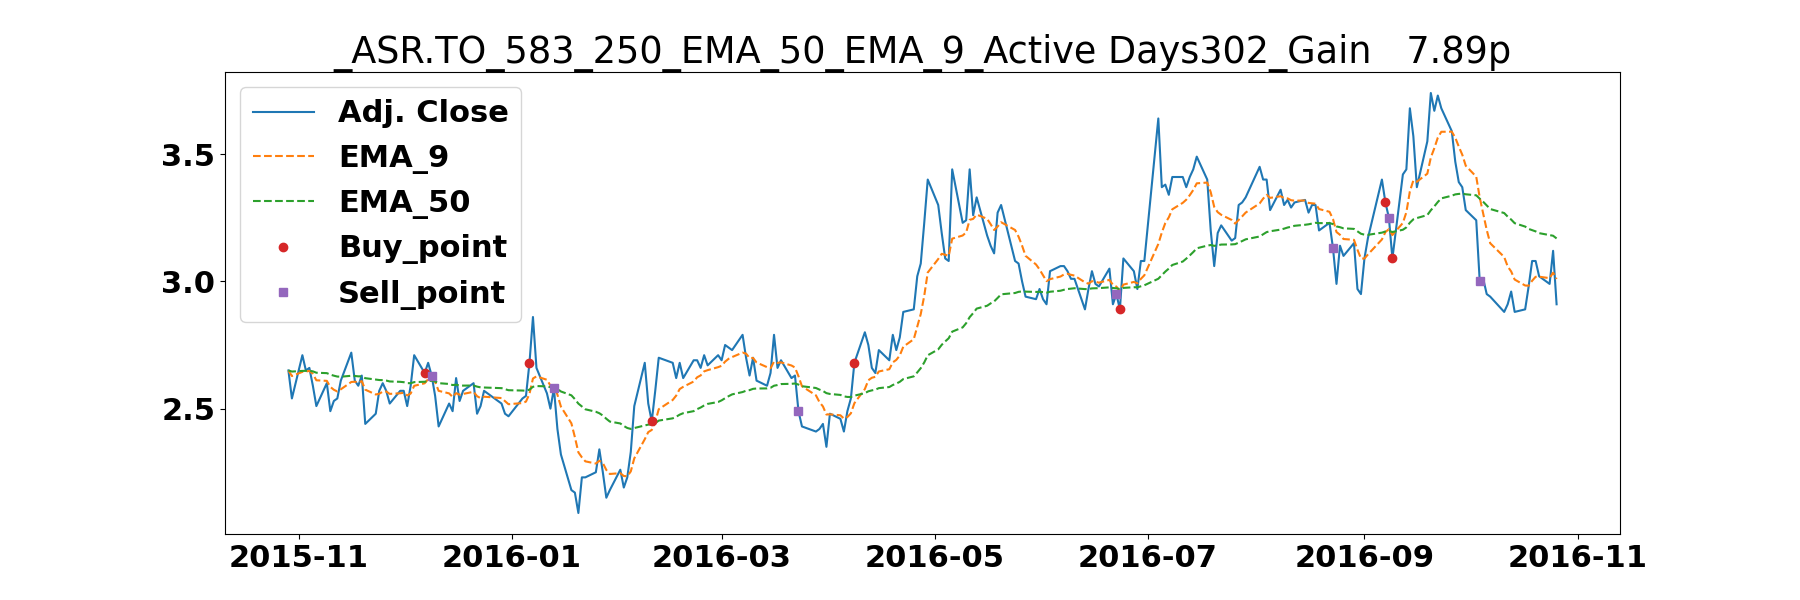 _ASR.TO_583_250_EMA_50_EMA_9_Active Days302_Gain   7.89p
Adj. Close
EMA_9
EMA_50
Buy_point
Sell_point
3.5
3.0
2.5
2015-11 2016-01 2016-03 2016-05 2016-07 2016-09 2016-11